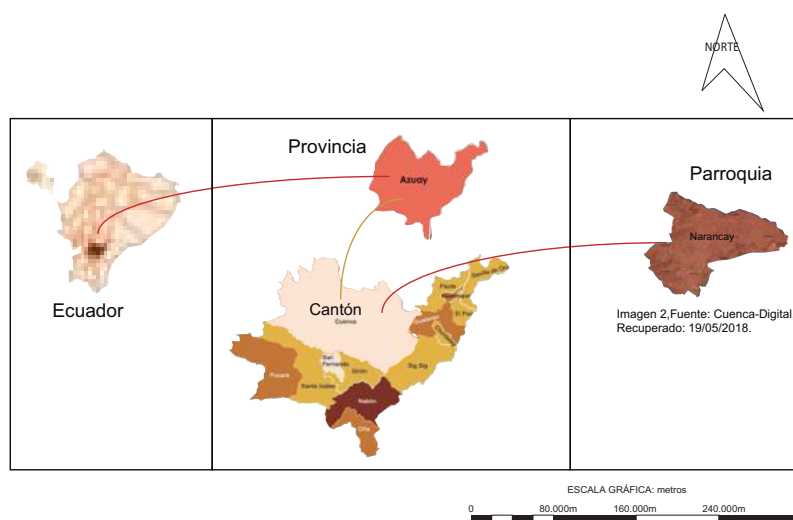 NORTE
Provincia
Azuay
Parroquia
Narancay
Ecuador
Cantón
Cuenca
Sevilla de Oro
Paute
El Pan
San
Fernando
Girón
Sig Sig
Pucará
Santa Isabel
Nabón
Oña
Imagen 2,Fuente: Cuenca-Digital
Recuperado: 19/05/2018.
ESCALA GRÁFICA: metros
0 80.000m 160.000m 240.000m